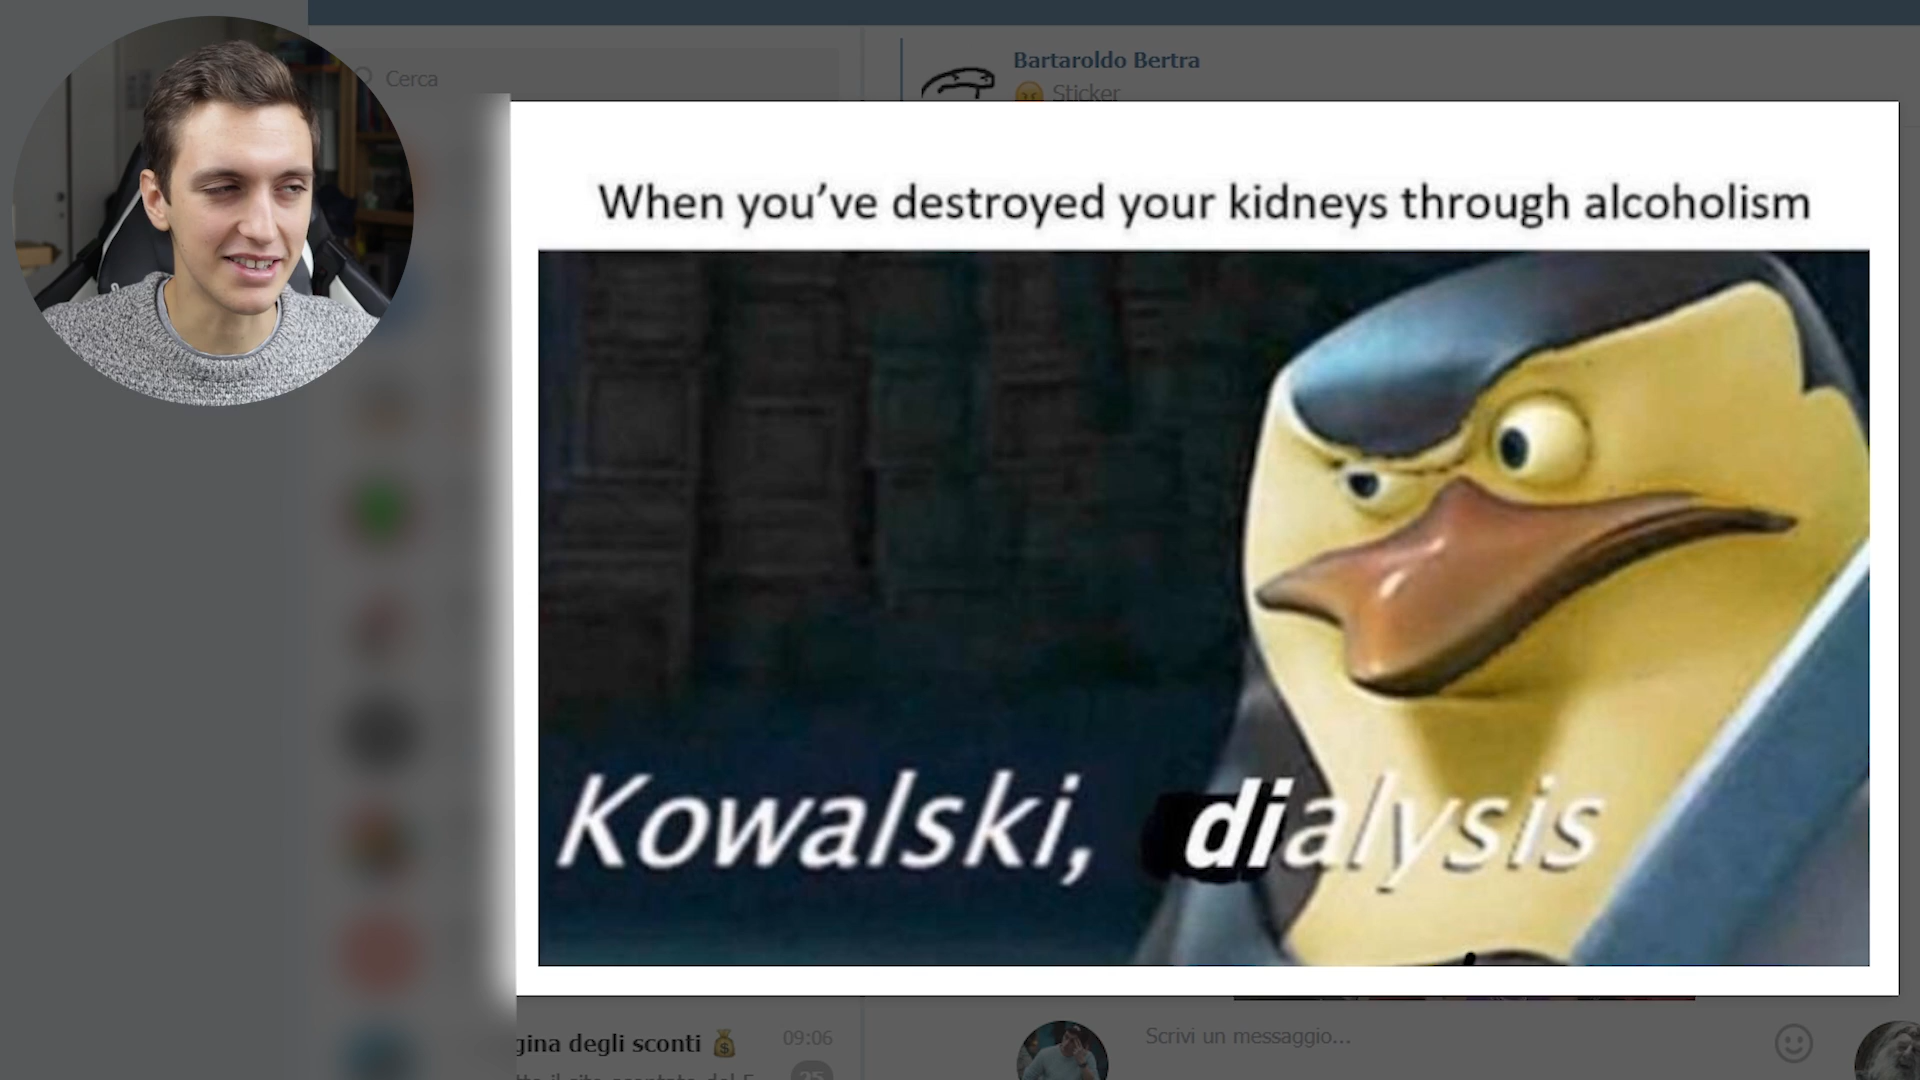 Cerca
Bartaroldo Bertra
Sticker
When you've destroyed your kidneys through alcoholism
Kowalski, dialysis
gina degli sconti
09:06
25
Scrivi un messaggio...